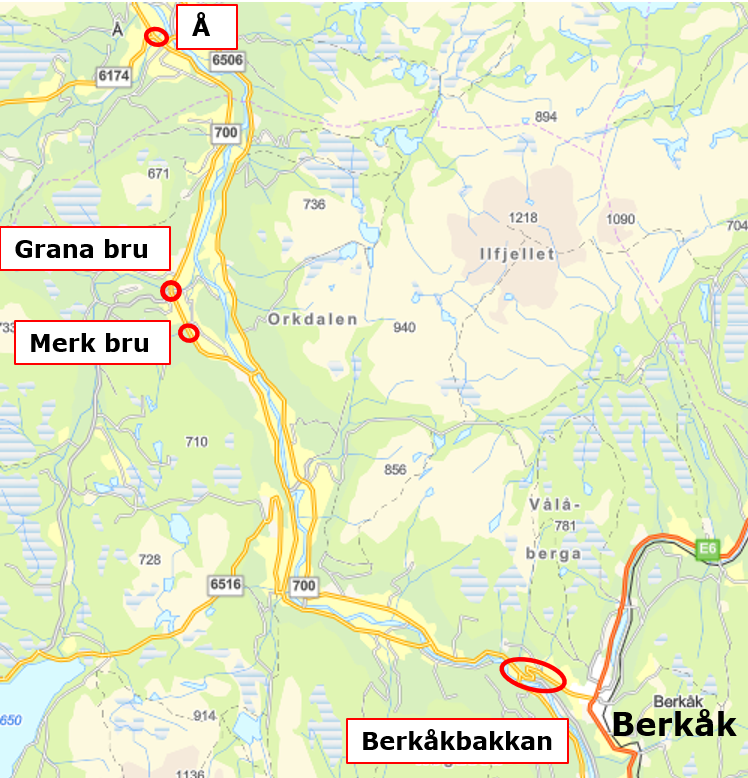 Å
Å
6506
6174
894
700
671
736
1218
1090
704
Grana bru
Ilfjellet
Orkdalen
733
940
Merk bru
710
856
Vålå-
781
berga
E6
728
6516
700
Berkåk
914
Berkåk
650
Berkåkbakkan
1136